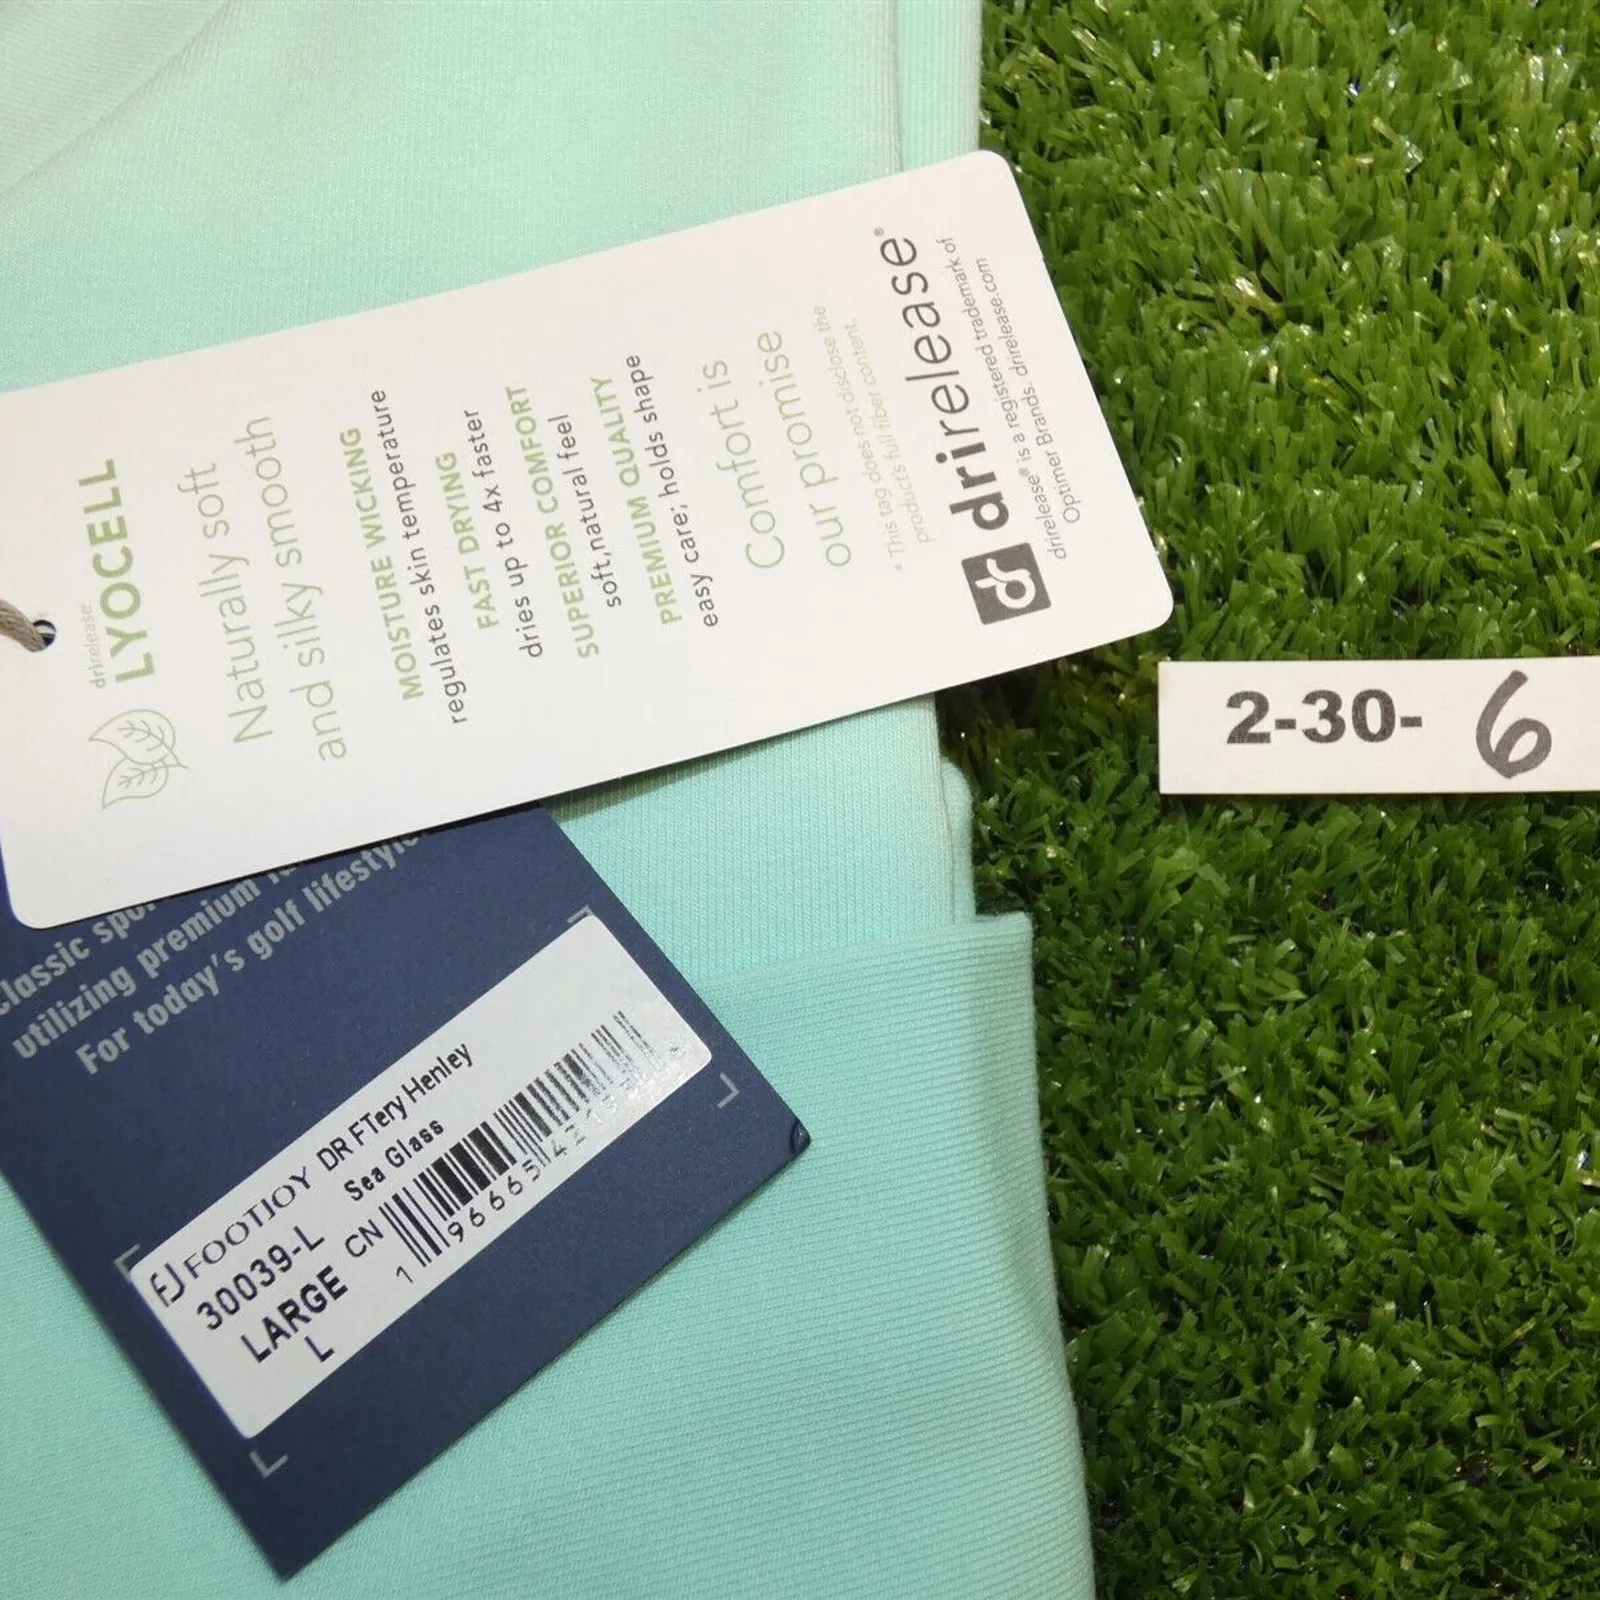 drirelease
LYOCELL
Naturally soft
and silky smooth
MOISTURE WICKING
regulates skin temperature
FAST DRYING
dries up to 4x faster
SUPERIOR COMFORT
soft,natural feel
PREMIUM QUALITY
easy care; holds shape
Comfort is
our promise
* This tag does not disclose the
product's full fiber content.
drirelease®
drirelease® is a registered trademark of
Optimer Brands. drirelease.com
2-30-6
classic
utilizing premium
For today's golf lifestyle.
FJ FOOTJOY DR FTery Henley
30039-L Sea Glass
LARGE CN
L
1 96665 42